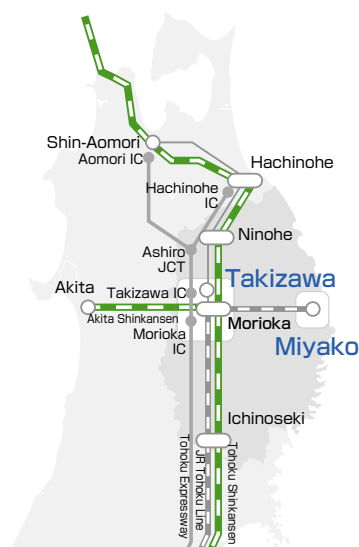 Shin-Aomori
Aomori IC
Hachinohe
Hachinohe
IC
Ninohe
Ashiro
JCT
Akita
Takizawa IC
Takizawa
Akita Shinkansen
Morioka
Morioka
IC
Miyako
Ichinoseki
Tohoku Expressway
JR Tohoku Line
Tohoku Shinkansen